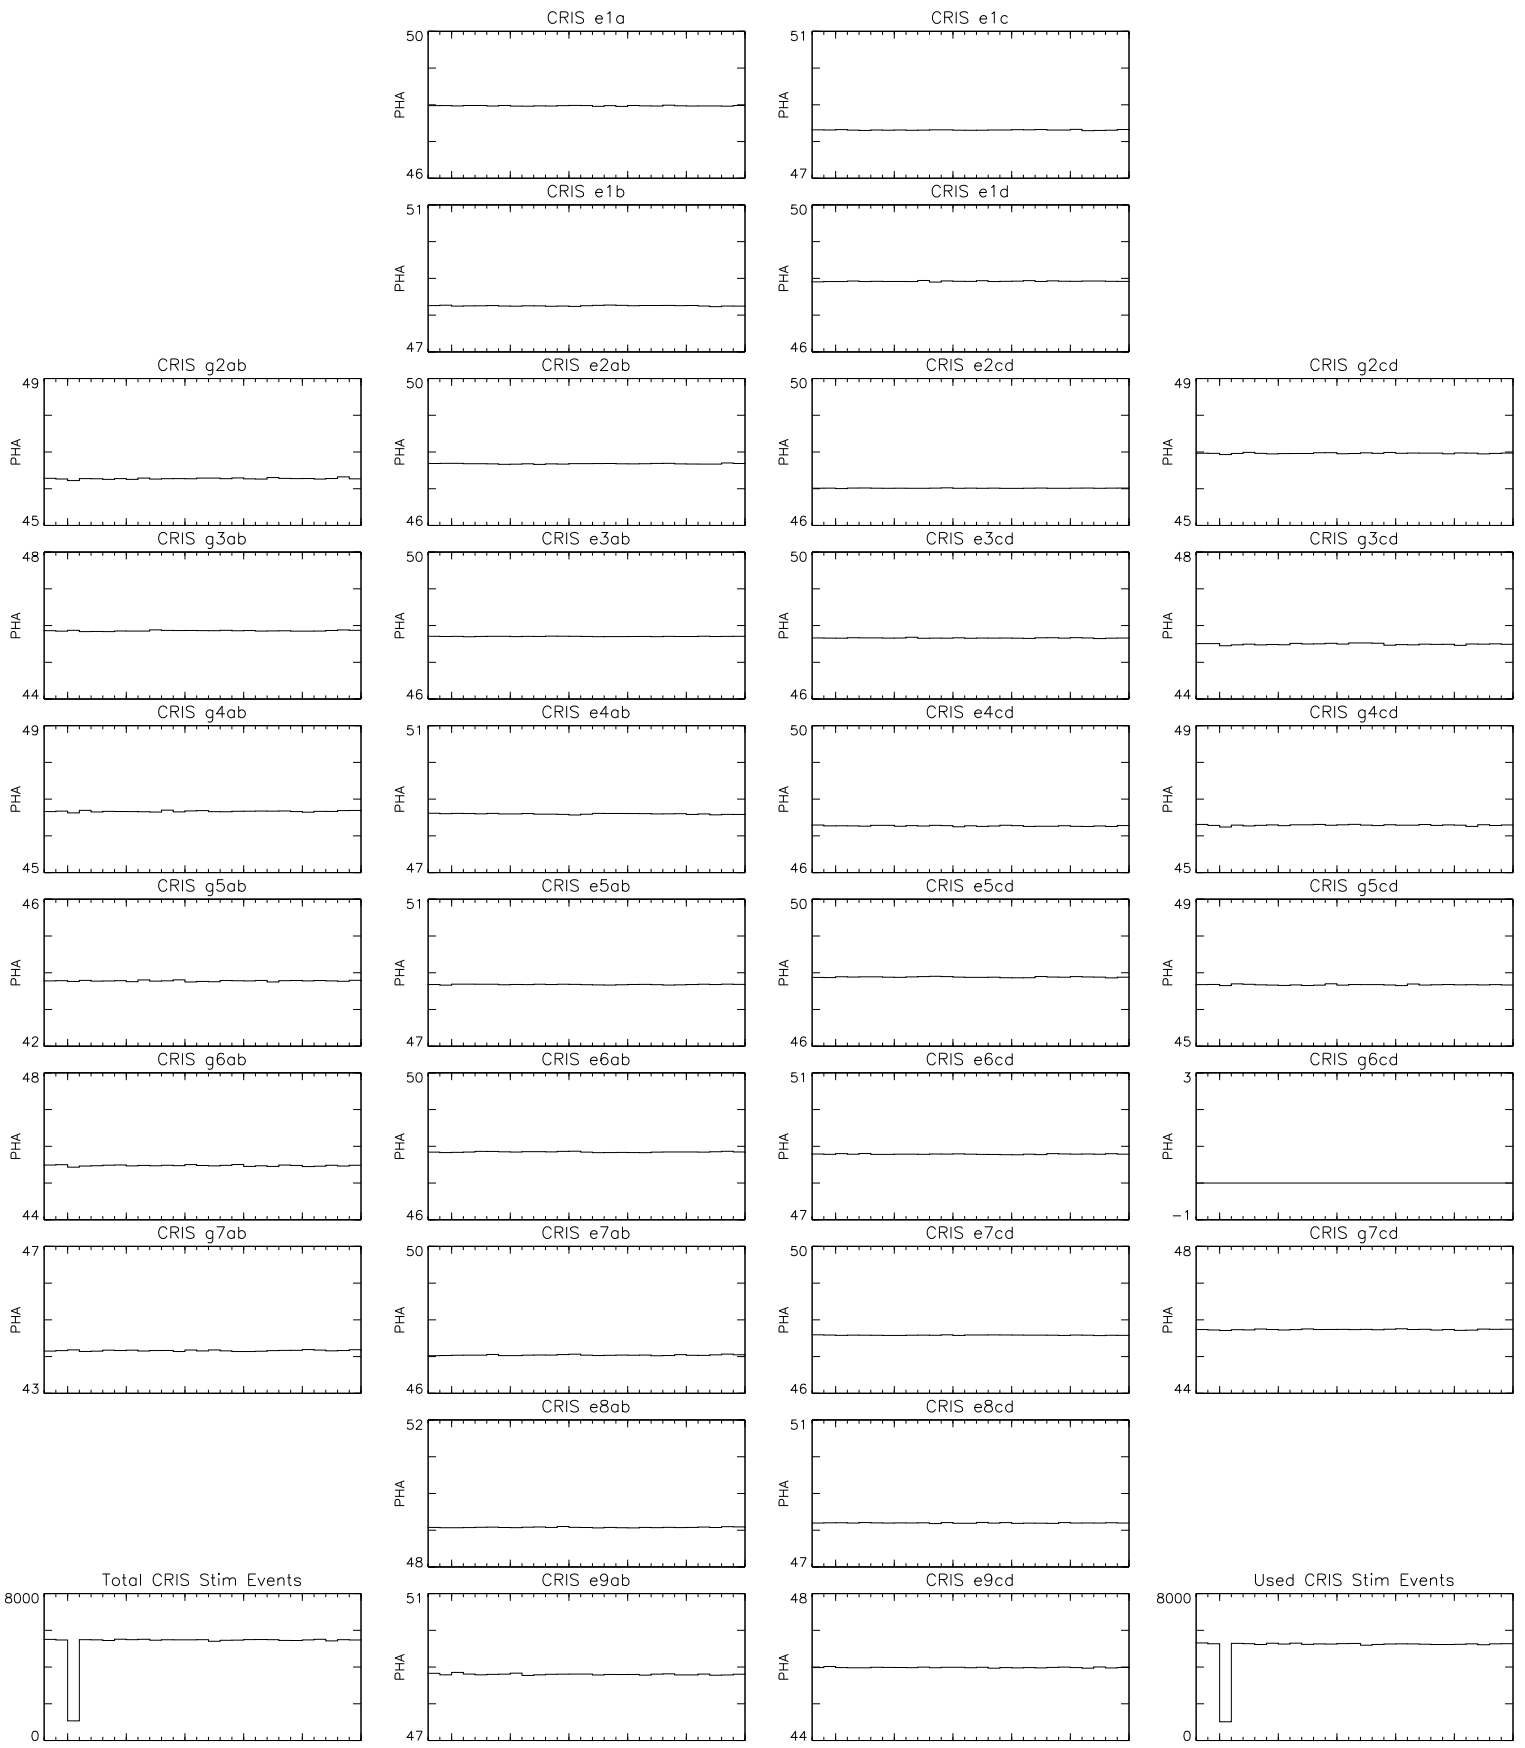 CRIS e1a
CRIS e1c
50
PHA
46
51
PHA
47
CRIS e1b
CRIS e1d
51
PHA
47
50
PHA
46
CRIS g2ab
CRIS e2ab
CRIS e2cd
CRIS g2cd
49
PHA
45
50
PHA
46
50
46
49
PHA
45
CRIS g3ab
CRIS e3ab
CRIS e3cd
CRIS g3cd
48
PHA
44
50
PHA
46
50
PHA
46
48
PHA
44
CRIS g4ab
CRIS e4ab
CRIS e4cd
CRIS g4cd
49
PHA
45
51
PHA
47
50
PHA
46
49
PHA
45
CRIS g5ab
CRIS e5ab
CRIS e5cd
CRIS g5cd
46
PHA
42
51
PHA
47
50
PHA
46
49
PHA
45
CRIS g6ab
CRIS e6ab
CRIS e6cd
CRIS g6cd
48
PHA
44
50
PHA
46
51
PHA
47
3
PHA
-1
CRIS g7ab
CRIS e7ab
CRIS e7cd
CRIS g7cd
47
PHA
43
50
PHA
46
50
PHA
46
48
PHA
44
CRIS e8ab
CRIS e8cd
52
PHA
48
51
PHA
47
Total CRIS Stim Events
CRIS e9ab
CRIS e9cd
Used CRIS Stim Events
8000
0
51
PHA
47
48
PHA
44
8000
0